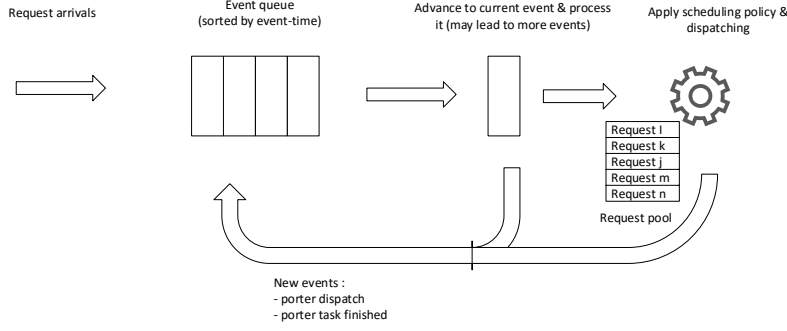 Request arrivals
Event queue
(sorted by event-time)
Advance to current event & process
it (may lead to more events)
Apply scheduling policy &
dispatching
Request l
Request k
Request j
Request m
Request n
Request pool
New events :
- porter dispatch
- porter task finished